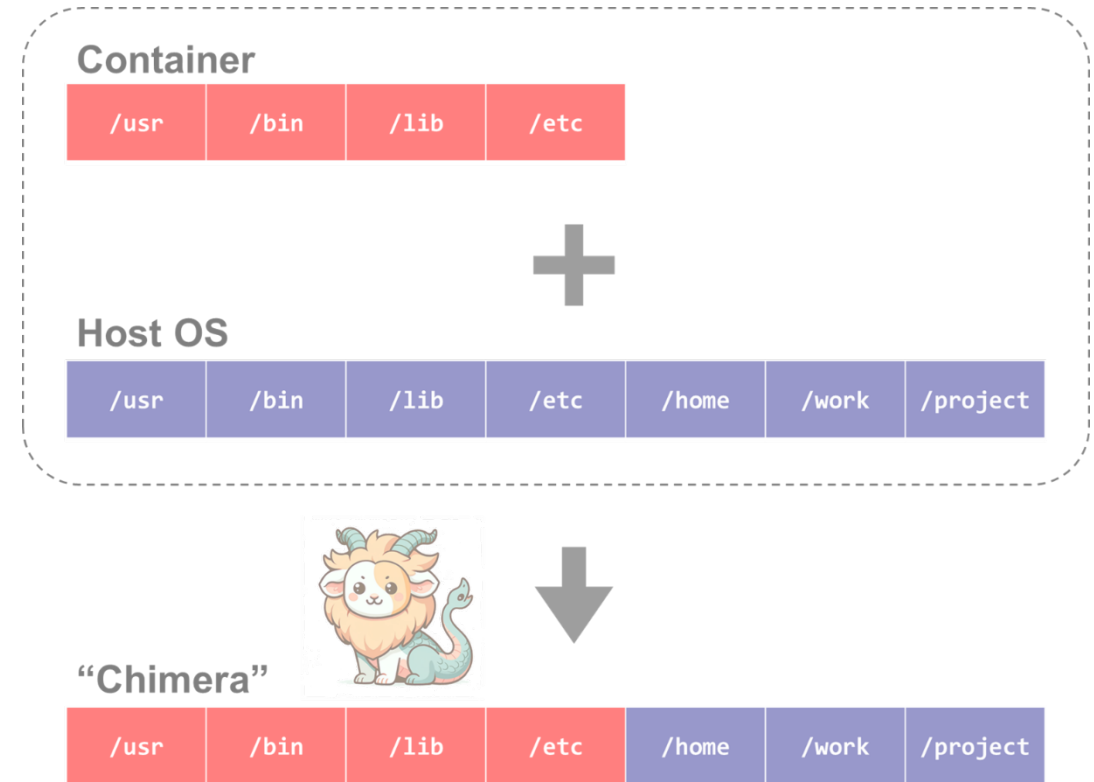 Container
/usr /bin /lib /etc
Host OS
/usr /bin /lib /etc /home /work /project
“Chimera”
/usr /bin /lib /etc /home /work /project